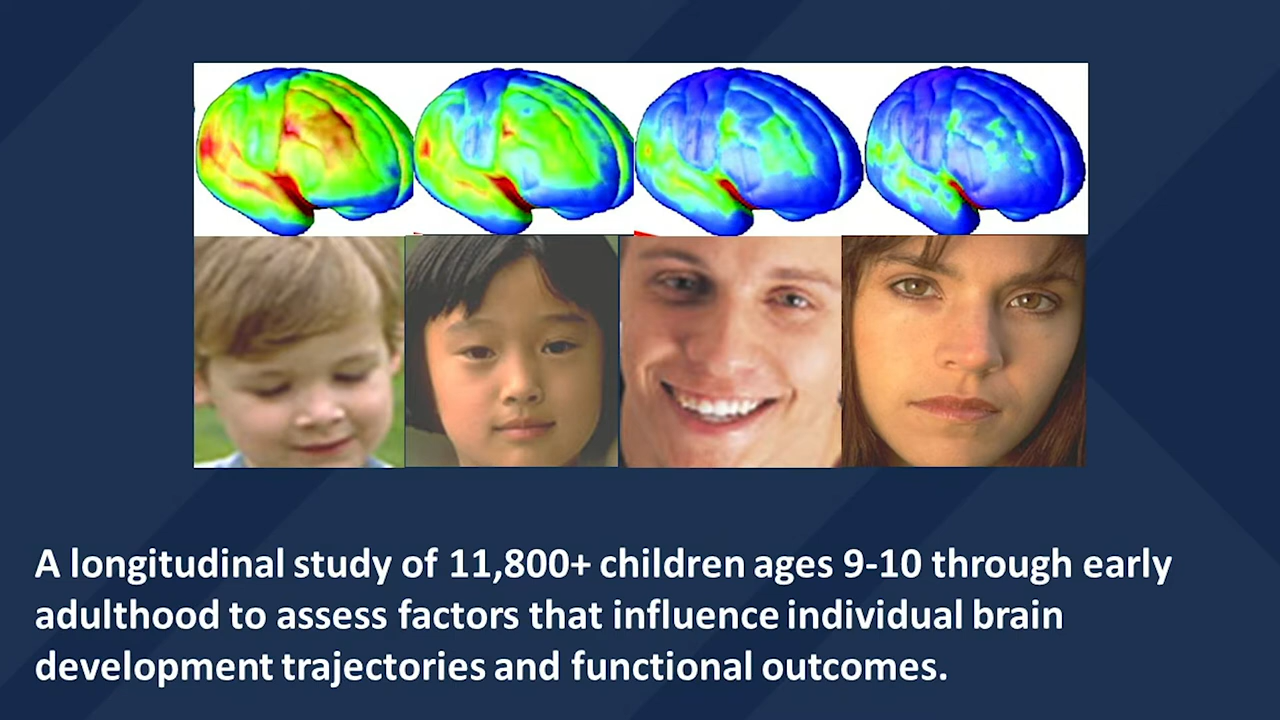 A longitudinal study of 11,800+ children ages 9-10 through early
adulthood to assess factors that influence individual brain
development trajectories and functional outcomes.